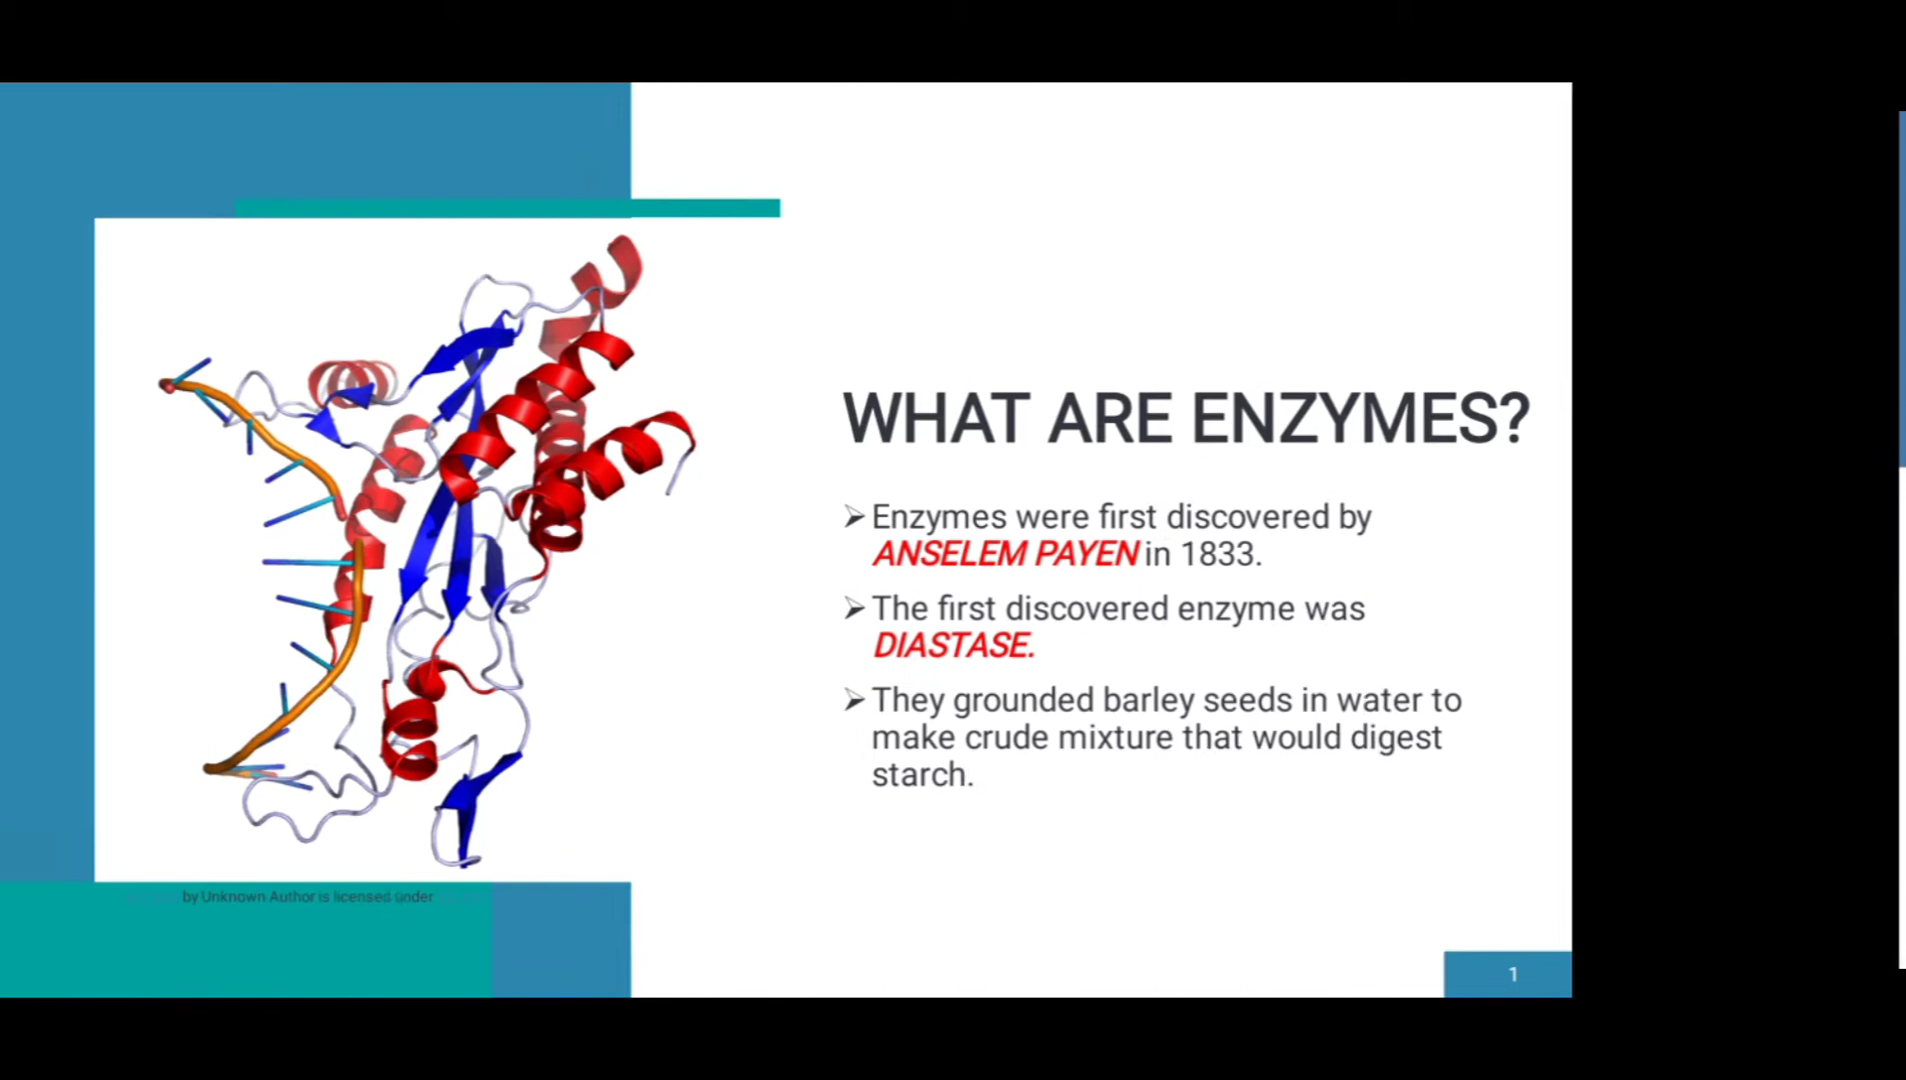 WHAT ARE ENZYMES?
➢ Enzymes were first discovered by
ANSELEM PAYEN in 1833.
➢ The first discovered enzyme was
DIASTASE.
➢ They grounded barley seeds in water to
make crude mixture that would digest
starch.
by Unknown Author is licensed under
1